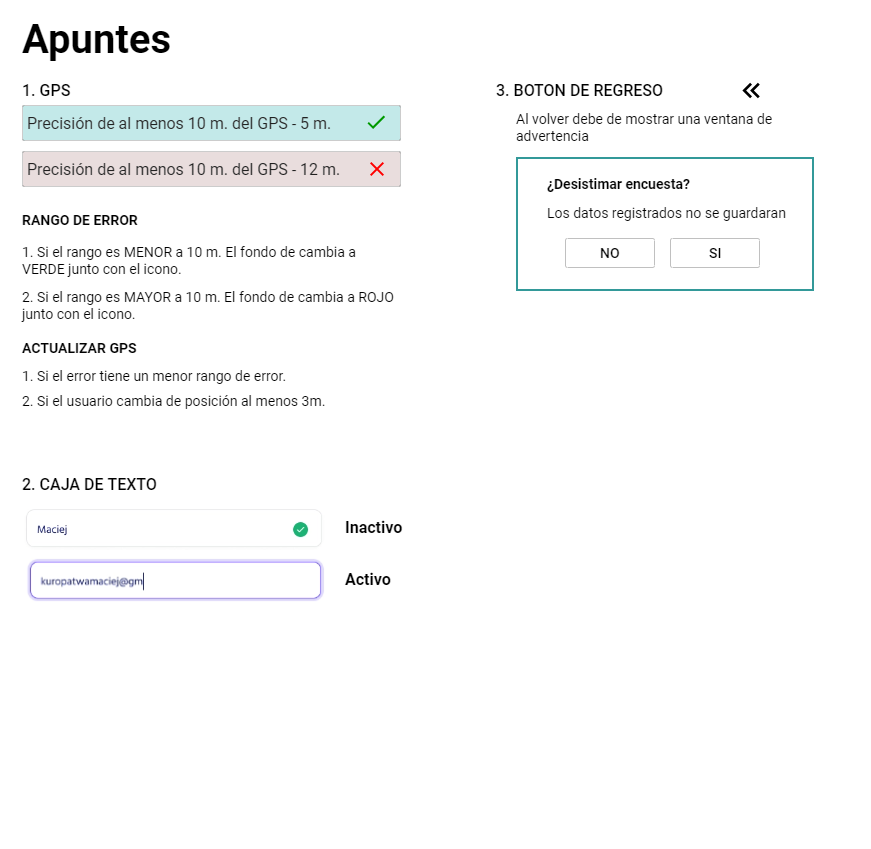 Apuntes
1. GPS
Precisión de al menos 10 m. del GPS - 5 m.
Precisión de al menos 10 m. del GPS - 12 m.
RANGO DE ERROR
1. Si el rango es MENOR a 10 m. El fondo de cambia a
VERDE junto con el icono.
2. Si el rango es MAYOR a 10 m. El fondo de cambia a ROJO
junto con el icono.
ACTUALIZAR GPS
1. Si el error tiene un menor rango de error.
2. Si el usuario cambia de posición al menos 3m.
2. CAJA DE TEXTO
Maciej
Inactivo
kuropatwamaciej@gm
Activo
3. BOTON DE REGRESO
Al volver debe de mostrar una ventana de
advertencia
¿Desistimar encuesta?
Los datos registrados no se guardaran
NO
SI